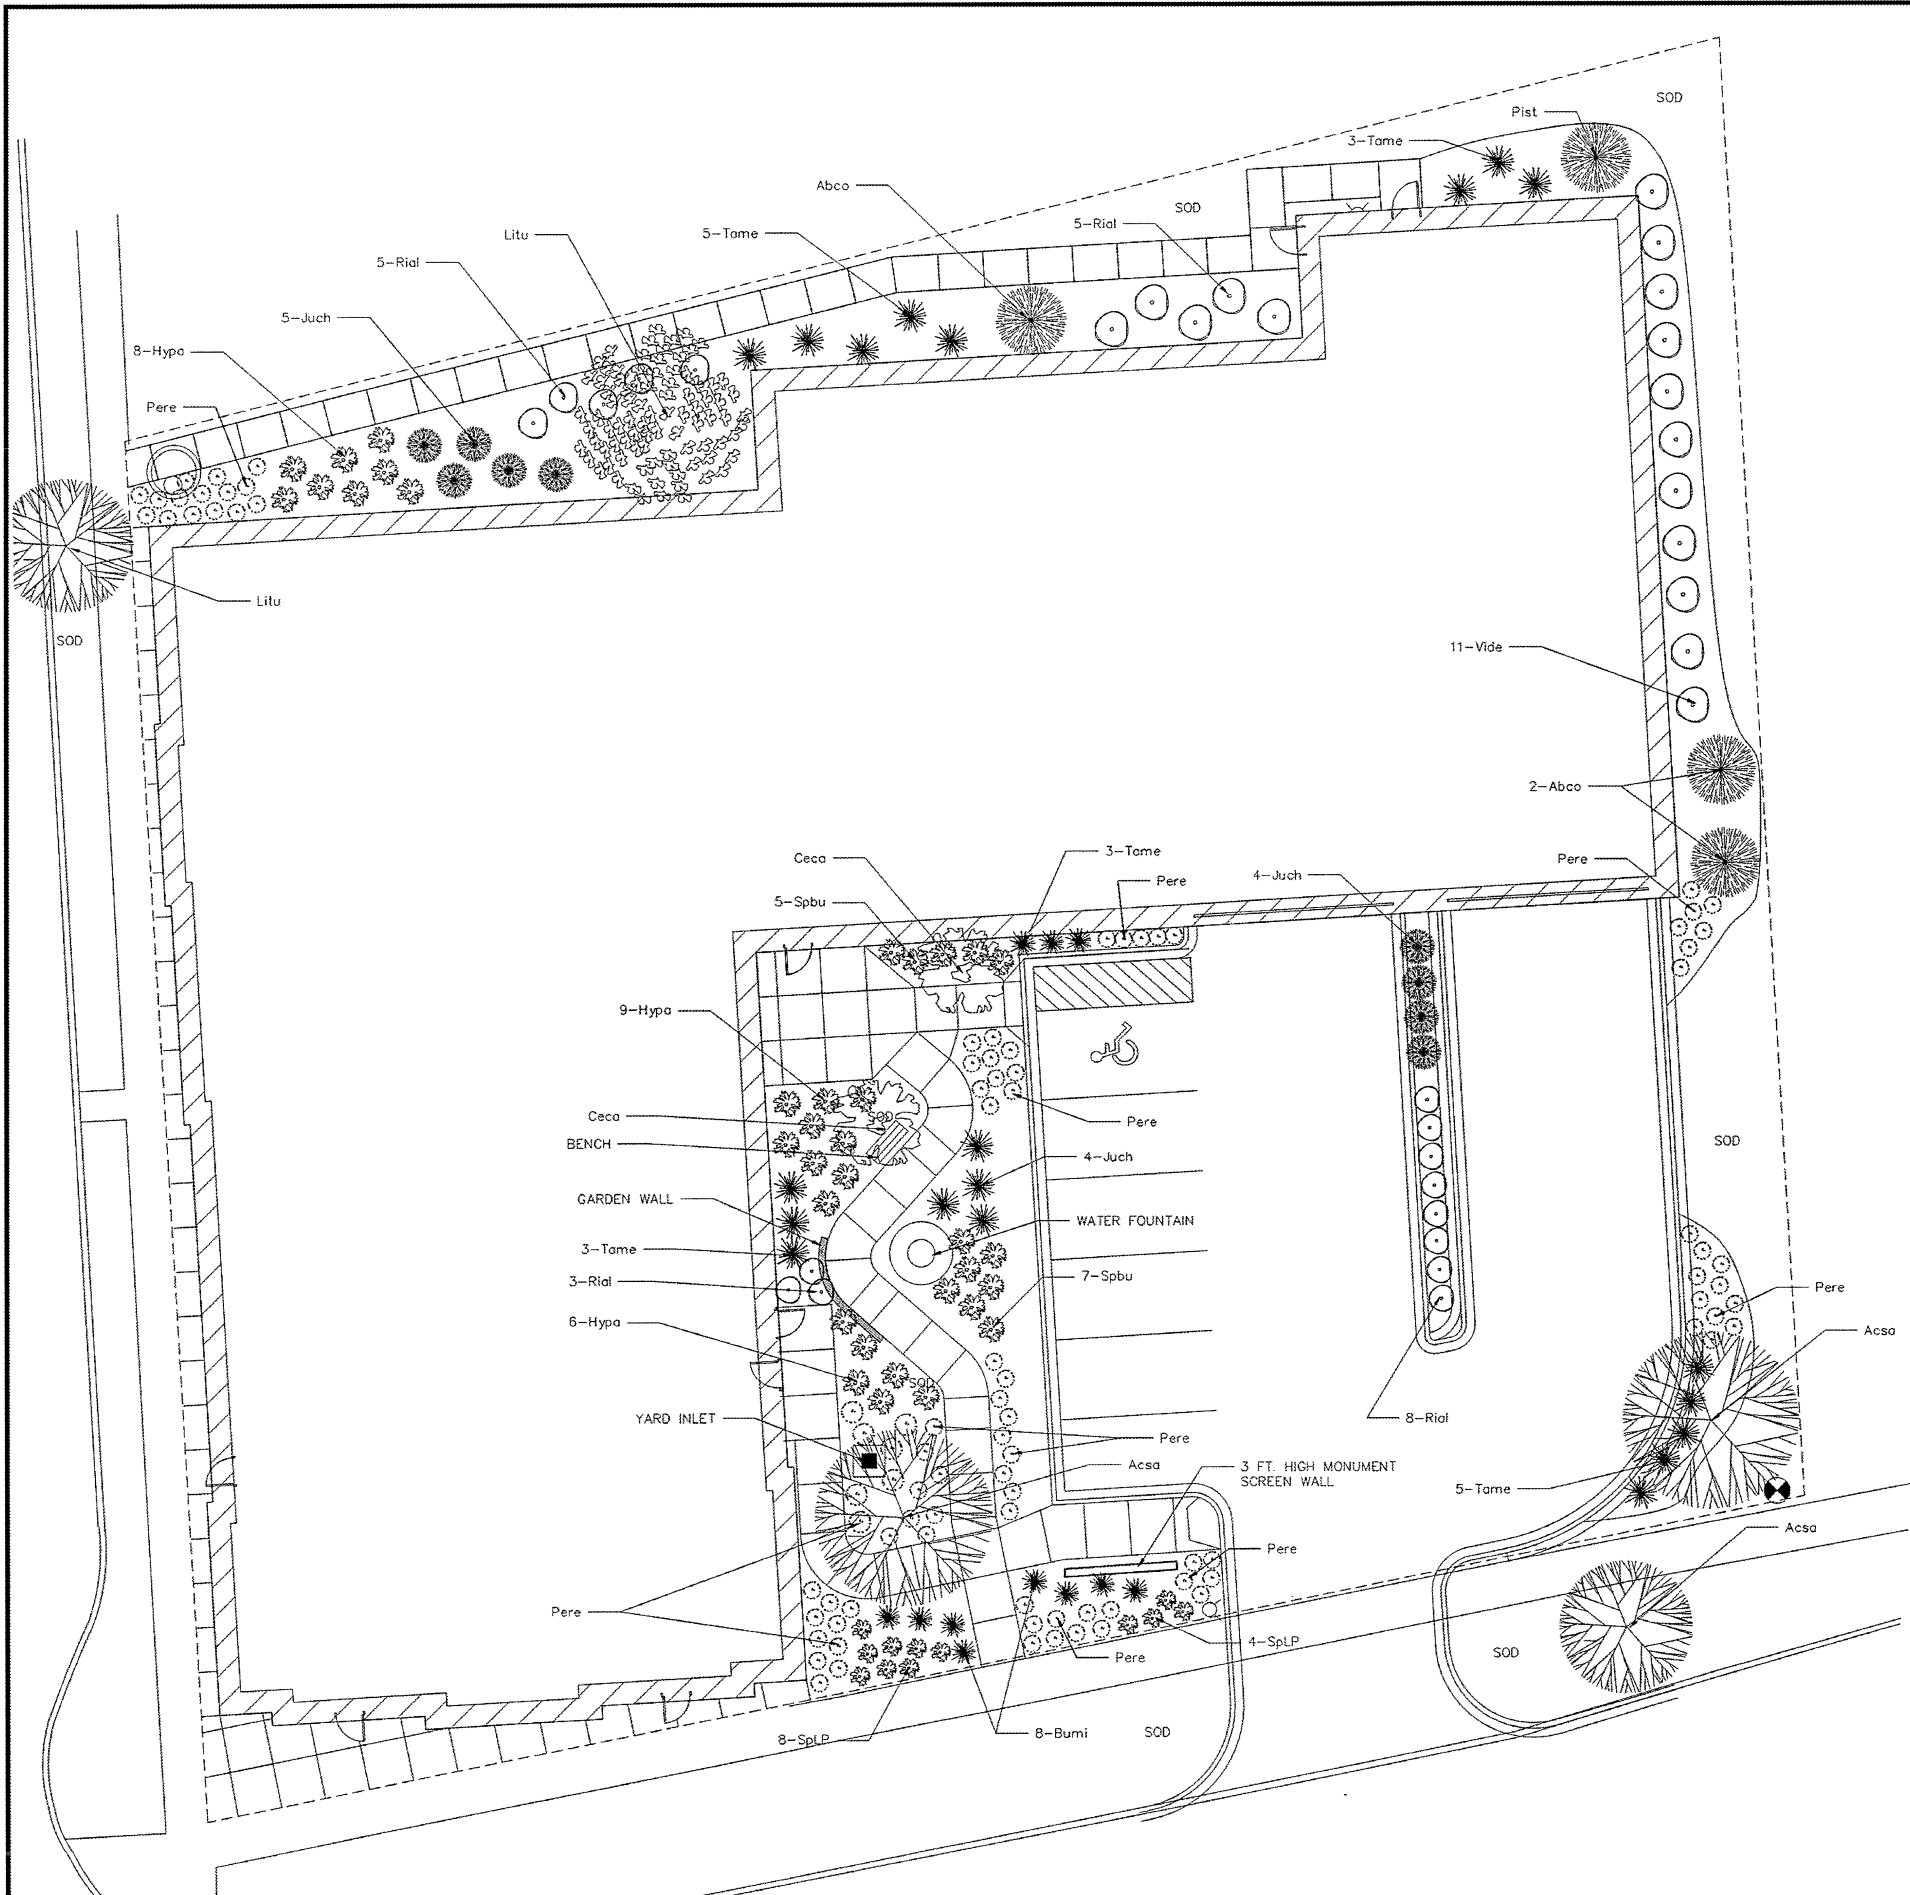 SOD
Pist
3-Tame
Abco
SOD
5-Rial
Litu
5-Tame
5-Rial
5-Juch
8-Hypa
Pere
Litu
SOD
11-Vide
2-Abco
Ceca
3-Tame
Pere
Pere
4-Juch
5-Spbu
9-Hypa
SOD
Ceca
Pere
BENCH
SOD
4-Juch
GARDEN WALL
WATER FOUNTAIN
3-Tame
3-Rial
7-Spbu
Pere
6-Hypa
Acsa
SOD
YARD INLET
8-Rial
Pere
Acsa
3 FT. HIGH MONUMENT
SCREEN WALL
5-Tame
Acsa
Pere
Pere
4-SpLP
SOD
Pere
8-SpLP
8-Bumi
SOD